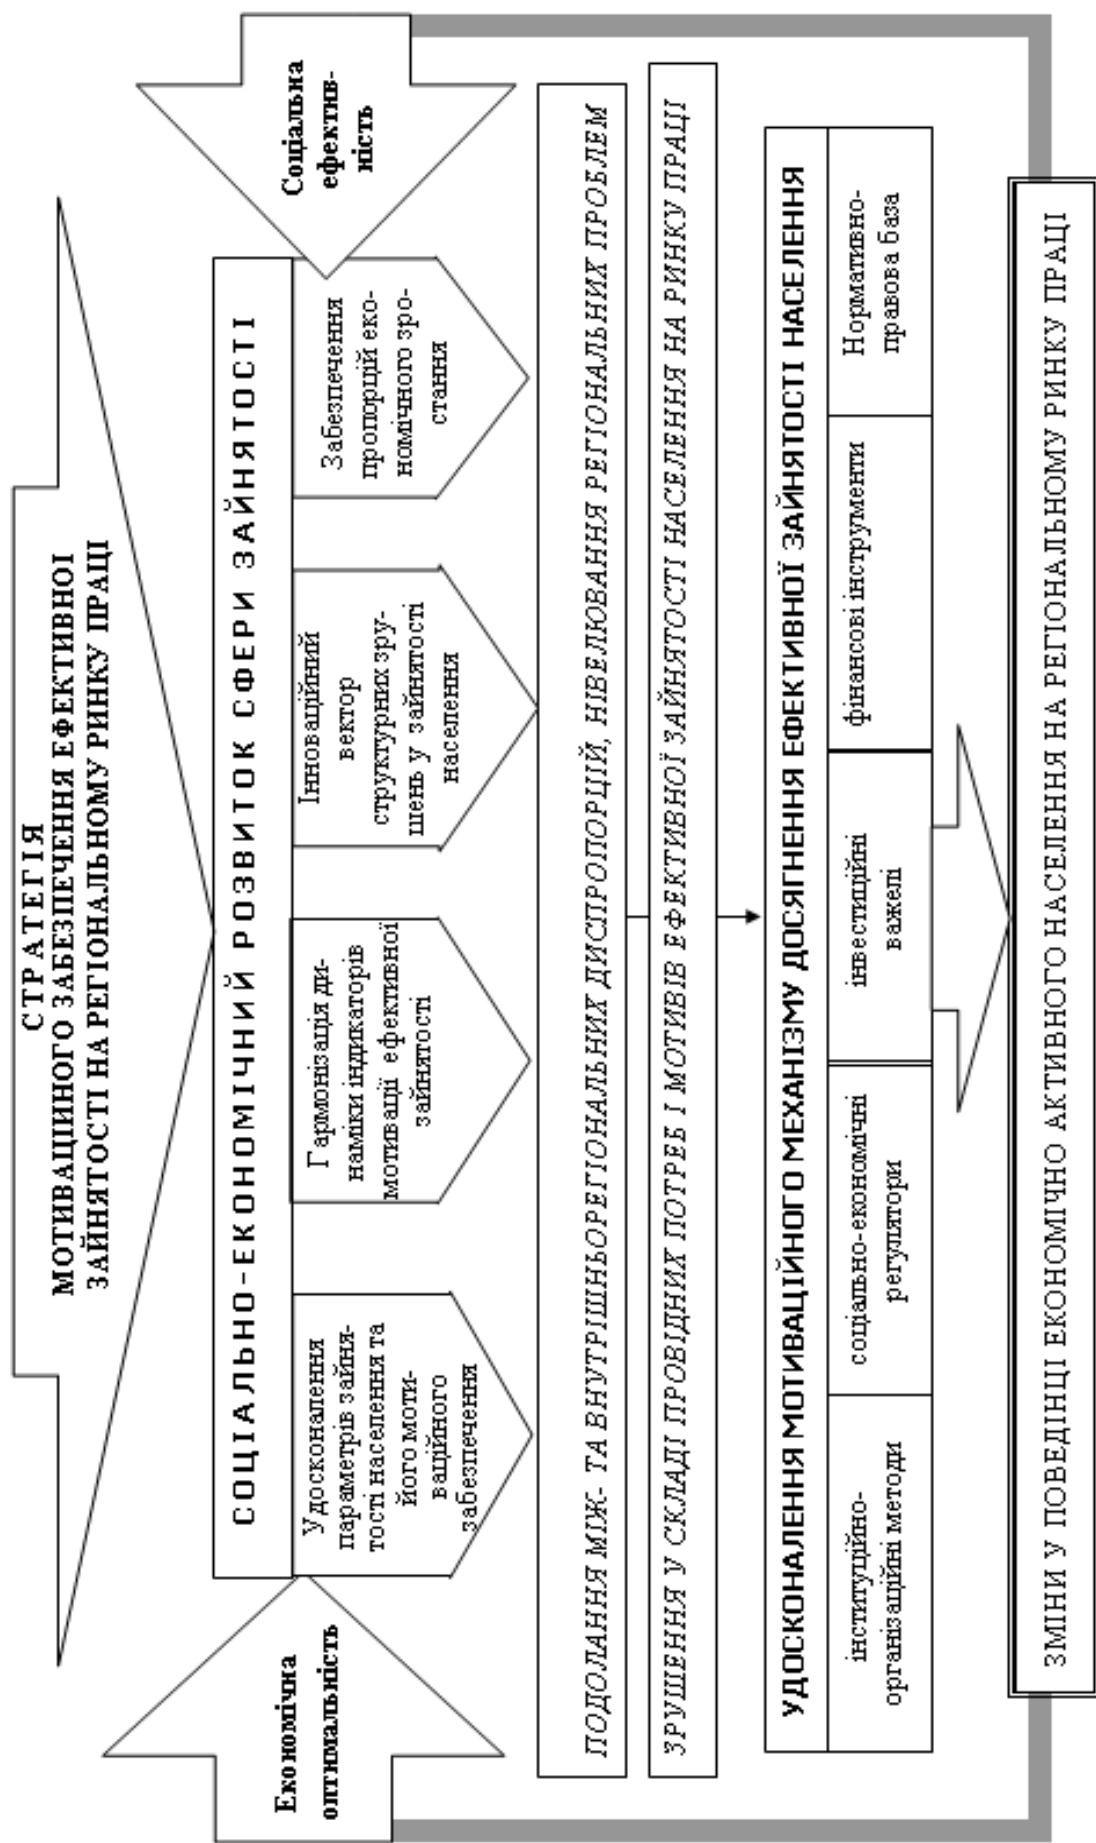 СТРАТЕГІЯ
МОТИВАЦІИНОГО ЗАБЕЗПЕЧЕННЯ ЕФЕКТИВНОІ
ЗАЙНЯТОСТІ НА РЕГІОНАЛЬНОМУ РИНКУ ПРАЦІ
Економічна
оптимальність
СОЦІАЛЬНО-ЕКОНОМІЧНИЙ РОЗВИТОК СФЕРИ ЗАЙНЯТОСТІ
Соціальна
ефектив-
ність
Удосконалення
параметрів зайня-
тості населення та
його моти-
ваційного
забезпечення
Гармонізація ди-
наміки індикаторів
мотивації ефективної
зайнятості
Інноваційний
вектор
структурних зру-
шень у зайнятості
населення
Забезпечення
пропорцій еко-
номічного зро-
стання
ПОДОЛАННЯ МІЖ- ТА ВНУТРІШНЬОРЕГІОНАЛЬНИХ ДИСПРОПОРЦІЙ, НІВЕЛЮВАННЯ РЕГІОНАЛЬНИХ ПРОБЛЕМ
ЗРУШЕННЯ У СКЛАДІ ПРОВІДНИХ ПОТРЕБ І МОТИВІВ ЕФЕКТИВНОЇ ЗАЙНЯТОСТІ НАСЕЛЕННЯ НА РИНКУ ПРАЦІ
УДОСКОНАЛЕННЯ МОТИВАЦІЙНОГО МЕХАНІЗМУ ДОСЯГНЕННЯ ЕФЕКТИВНОЇ ЗАЙНЯТОСТІ НАСЕЛЕННЯ
інституційно-
організаційні методи
соціально-економічні
регулятори
інвестиційні
важелі
фінансові інструменти
Нормативно-
правова база
ЗМІНИ У ПОВЕДІНЦІ ЕКОНОМІЧНО АКТИВНОГО НАСЕЛЕННЯ НА РЕГІОНАЛЬНОМУ РИНКУ ПРАЦІ